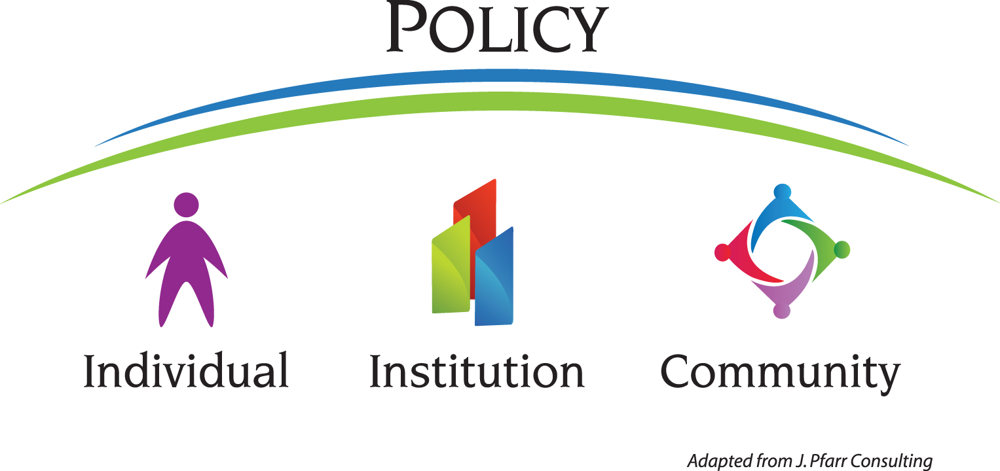 POLICY
Individual
Institution
Community
Adapted from J. Pfarr Consulting